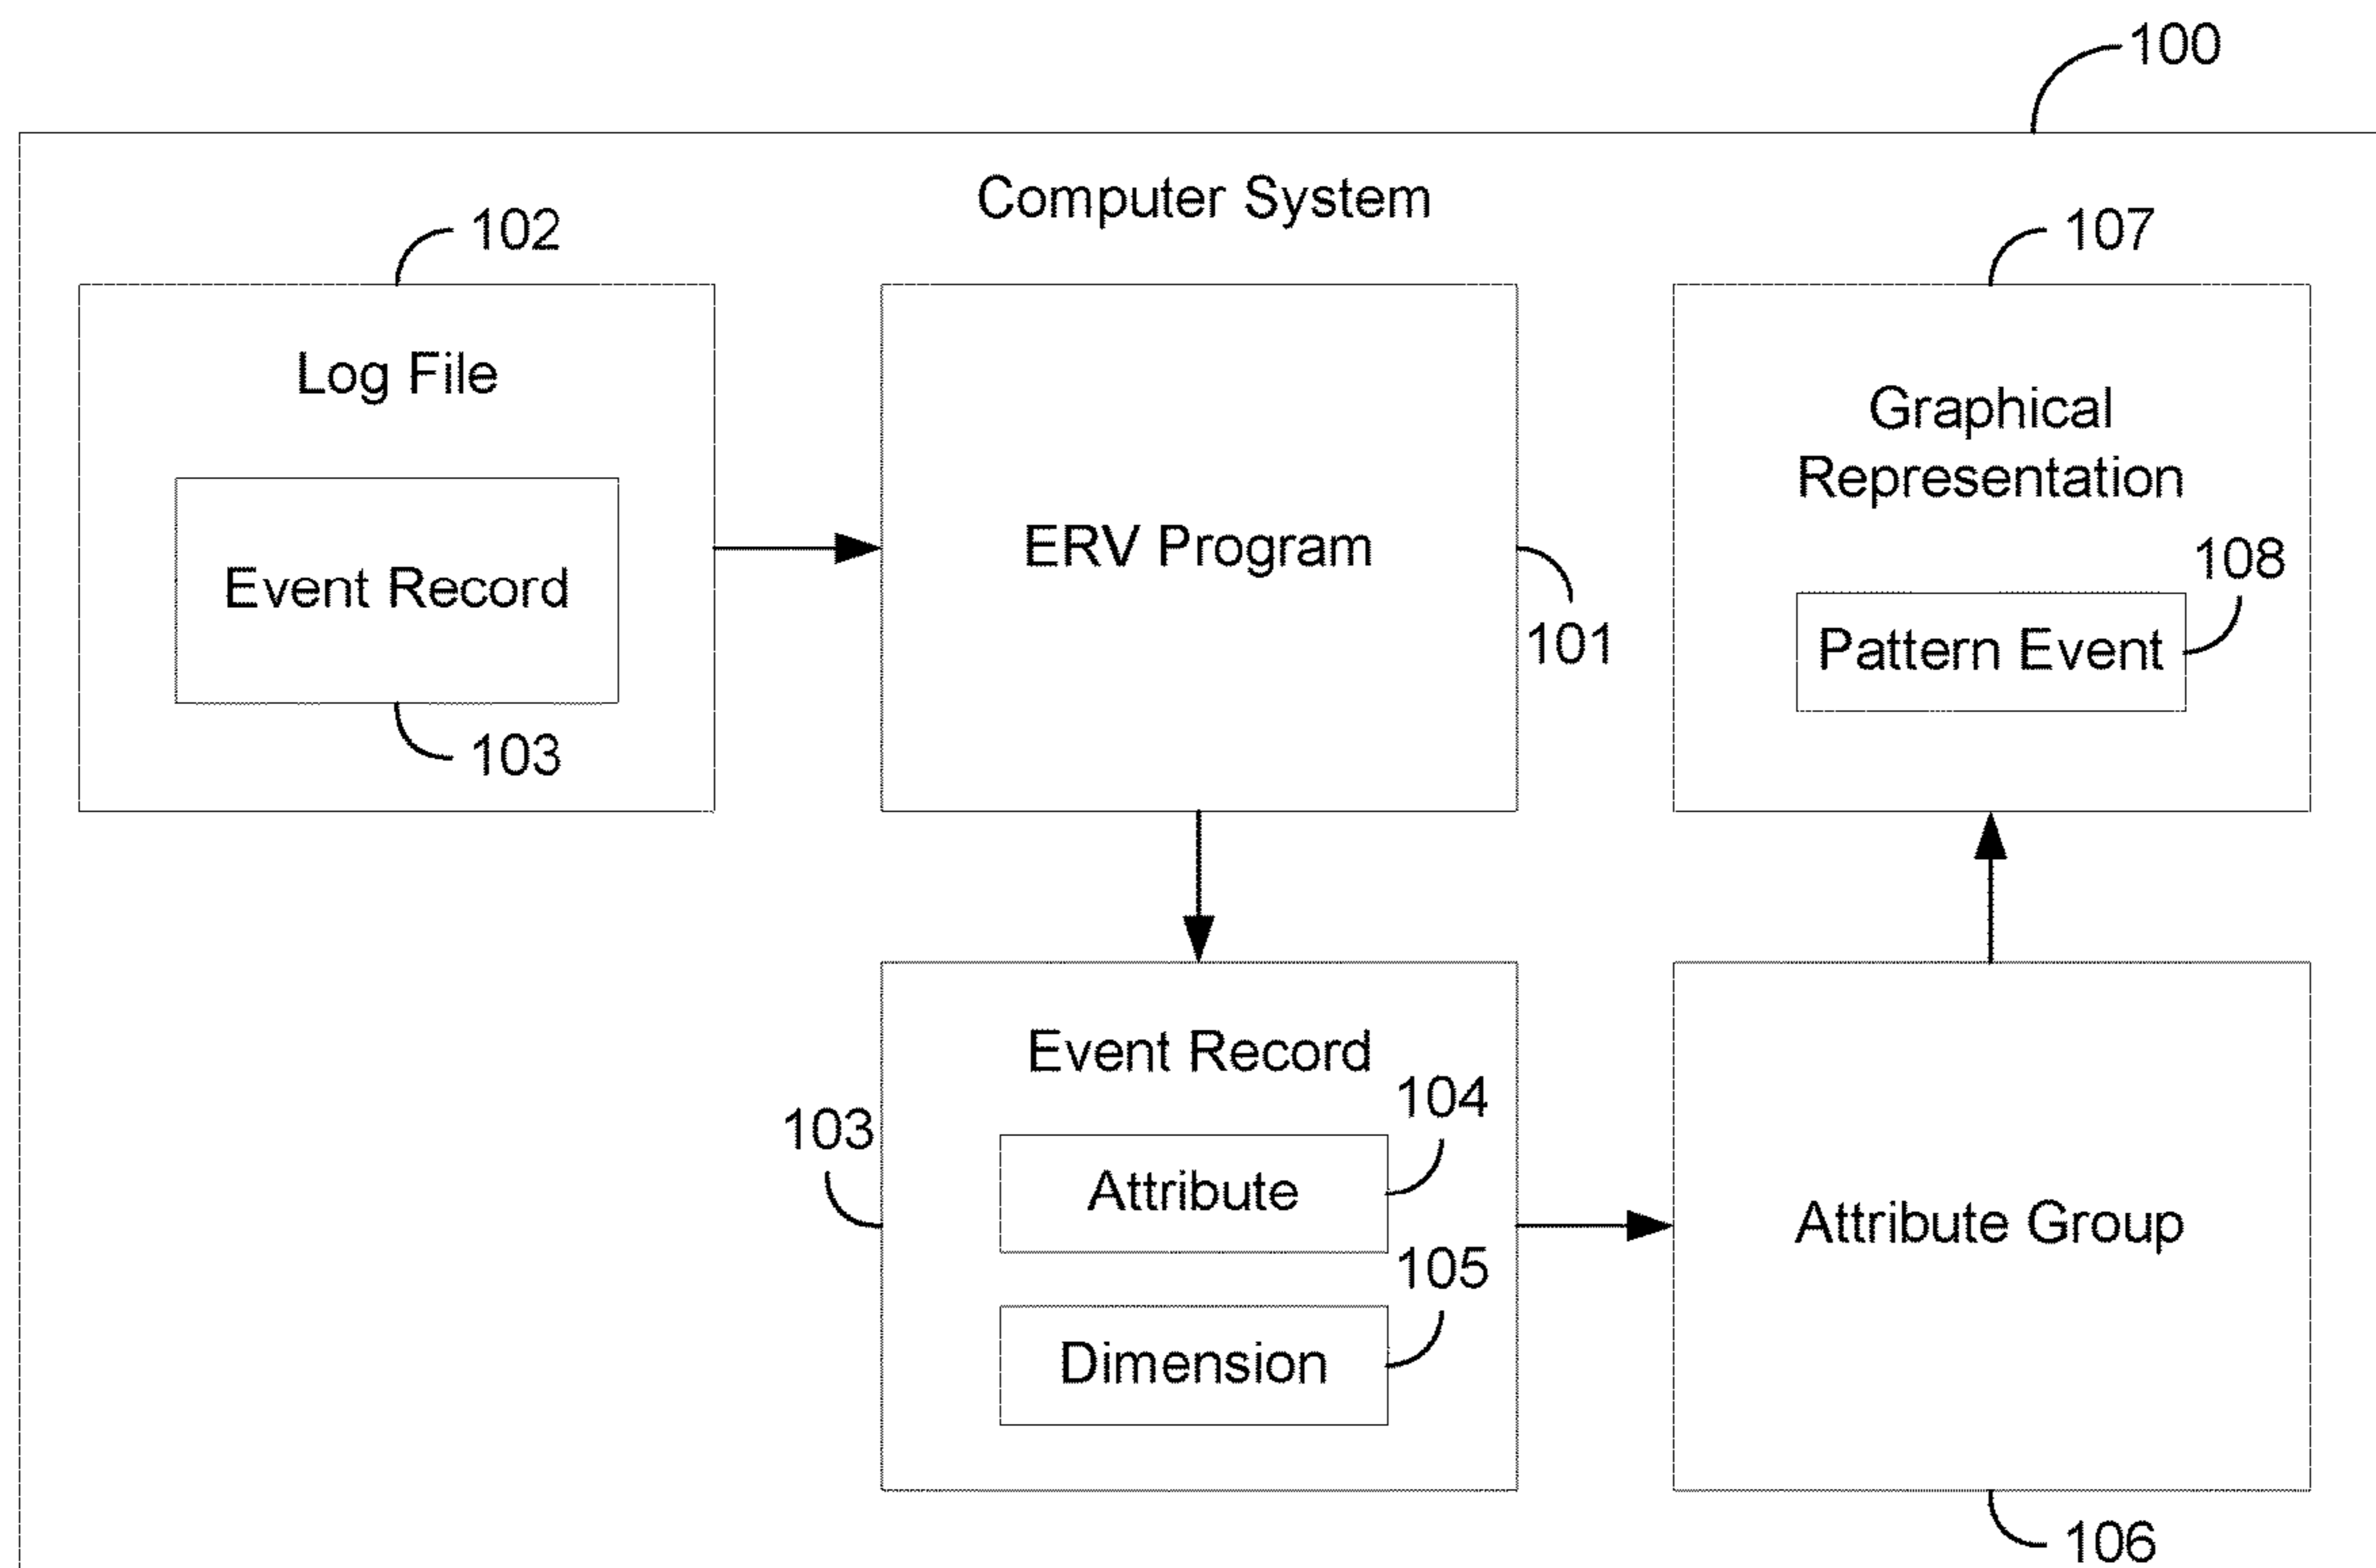 100
Computer System
102
107
Log File
Graphical
Representation
Event Record
ERV Program
108
Pattern Event
101
103
Event Record
104
103
Attribute
Attribute Group
105
Dimension
106